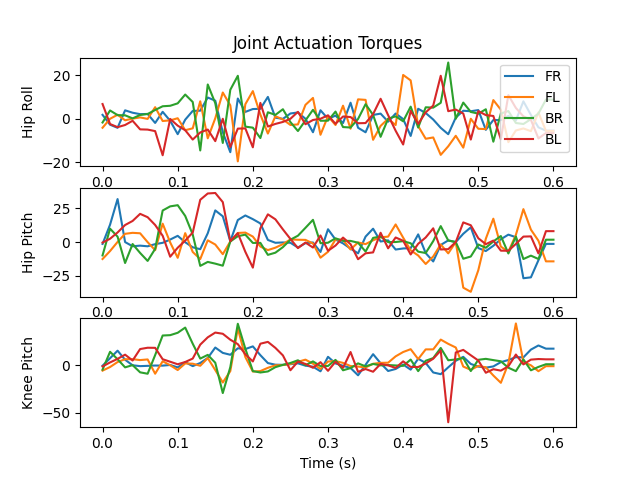 Joint Actuation Torques
Hip Roll
20
0
−20
FR
FL
BR
BL
0.0 0.1 0.2 0.3 0.4 0.5 0.6
Hip Pitch
25
0
−25
0.0 0.1 0.2 0.3 0.4 0.5 0.6
Knee Pitch
0
−50
0.0 0.1 0.2 0.3 0.4 0.5 0.6
Time (s)